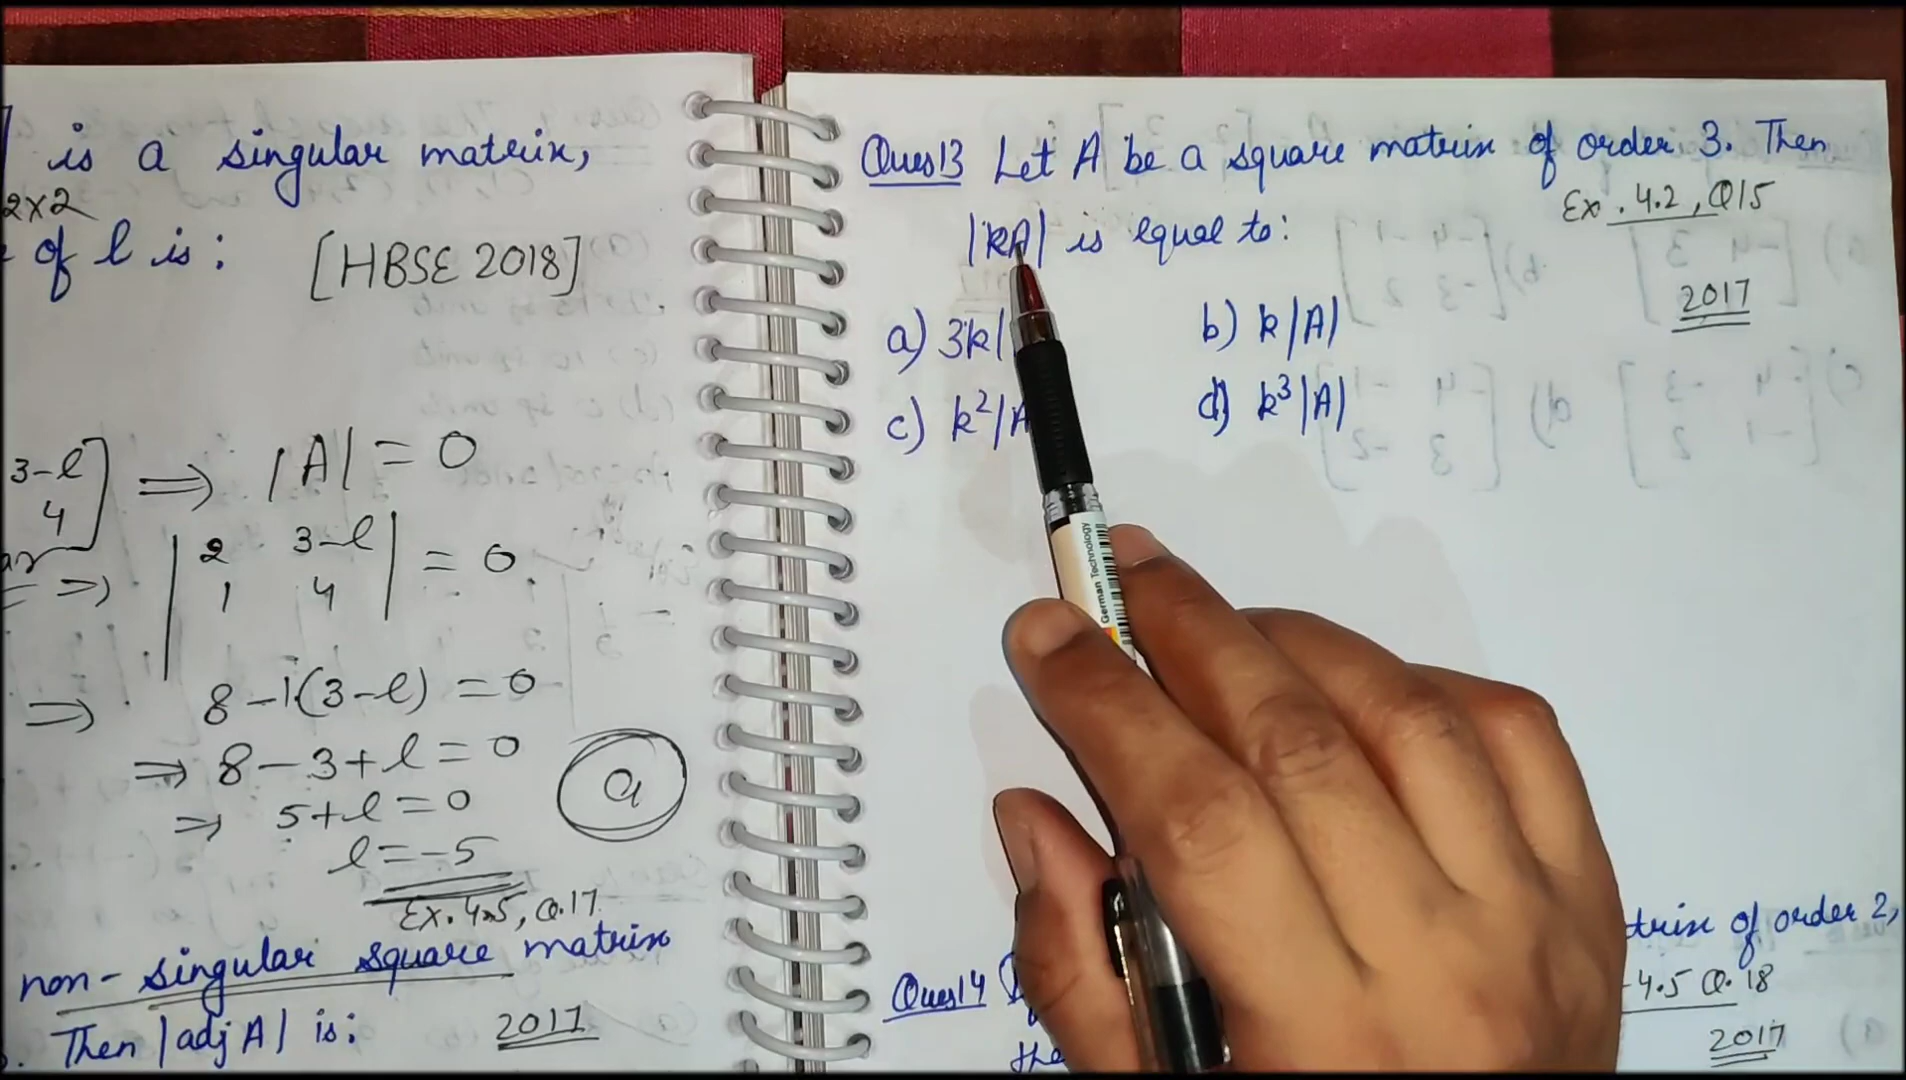 is a singular matrix,
2x2
of l is: [HBSE 2018]
3-l
4
⟹ |A| = 0
2 3-l
1 4
= 0.
⟹ 8-1(3-l) = 0
⟹ 8-3+l = 0
⟹ 5+l = 0
l = -5
a
Ex. 4.5, Q.17
non-singular square matrix
Then |adj A| is: 2017
Ques13 Let A be a square matrix of order 3. Then
Ex. 4.2, Q15
|kA| is equal to:
2017
a) 3k| b) k|A|
c) k²|A d) k³|A|
German Technology
Ques14
trix of order 2,
4.5 Q. 18
the
2017